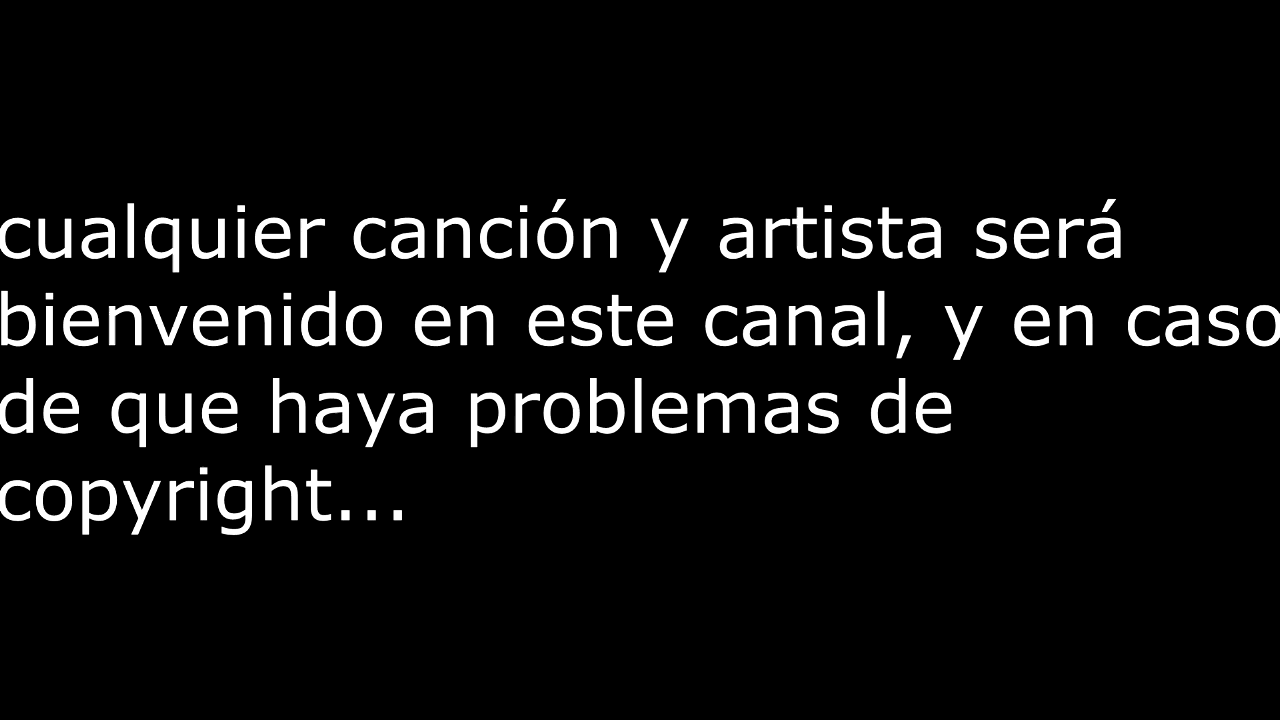 cualquier canción y artista será
bienvenido en este canal, y en caso
de que haya problemas de
copyright...